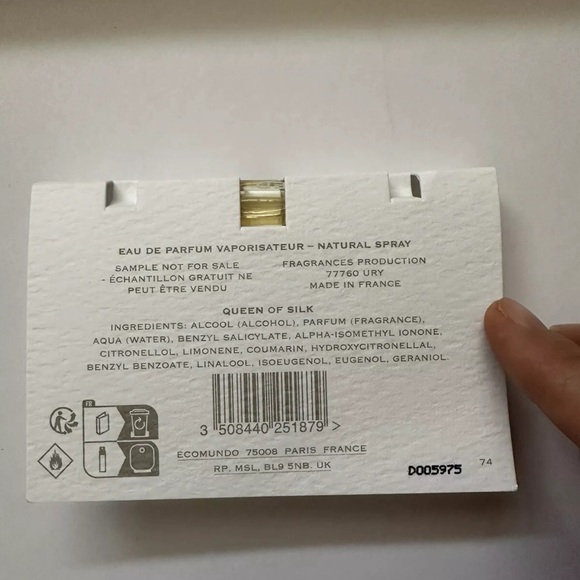 EAU DE PARFUM VAPORISATEUR – NATURAL SPRAY
SAMPLE NOT FOR SALE
- ÉCHANTILLON GRATUIT NE
PEUT ÊTRE VENDU
FRAGRANCES PRODUCTION
77760 URY
MADE IN FRANCE
QUEEN OF SILK
INGREDIENTS: ALCOOL (ALCOHOL), PARFUM (FRAGRANCE),
AQUA (WATER), BENZYL SALICYLATE, ALPHA-ISOMETHYL IONONE,
CITRONELLOL, LIMONENE, COUMARIN, HYDROXYCITRONELLAL,
BENZYL BENZOATE, LINALOOL, ISOEUGENOL, EUGENOL, GERANIOL.
FR
3 508440 251879 >
ECOMUNDO 75008 PARIS FRANCE
RP. MSL, BL9 5NB. UK
D005975
74